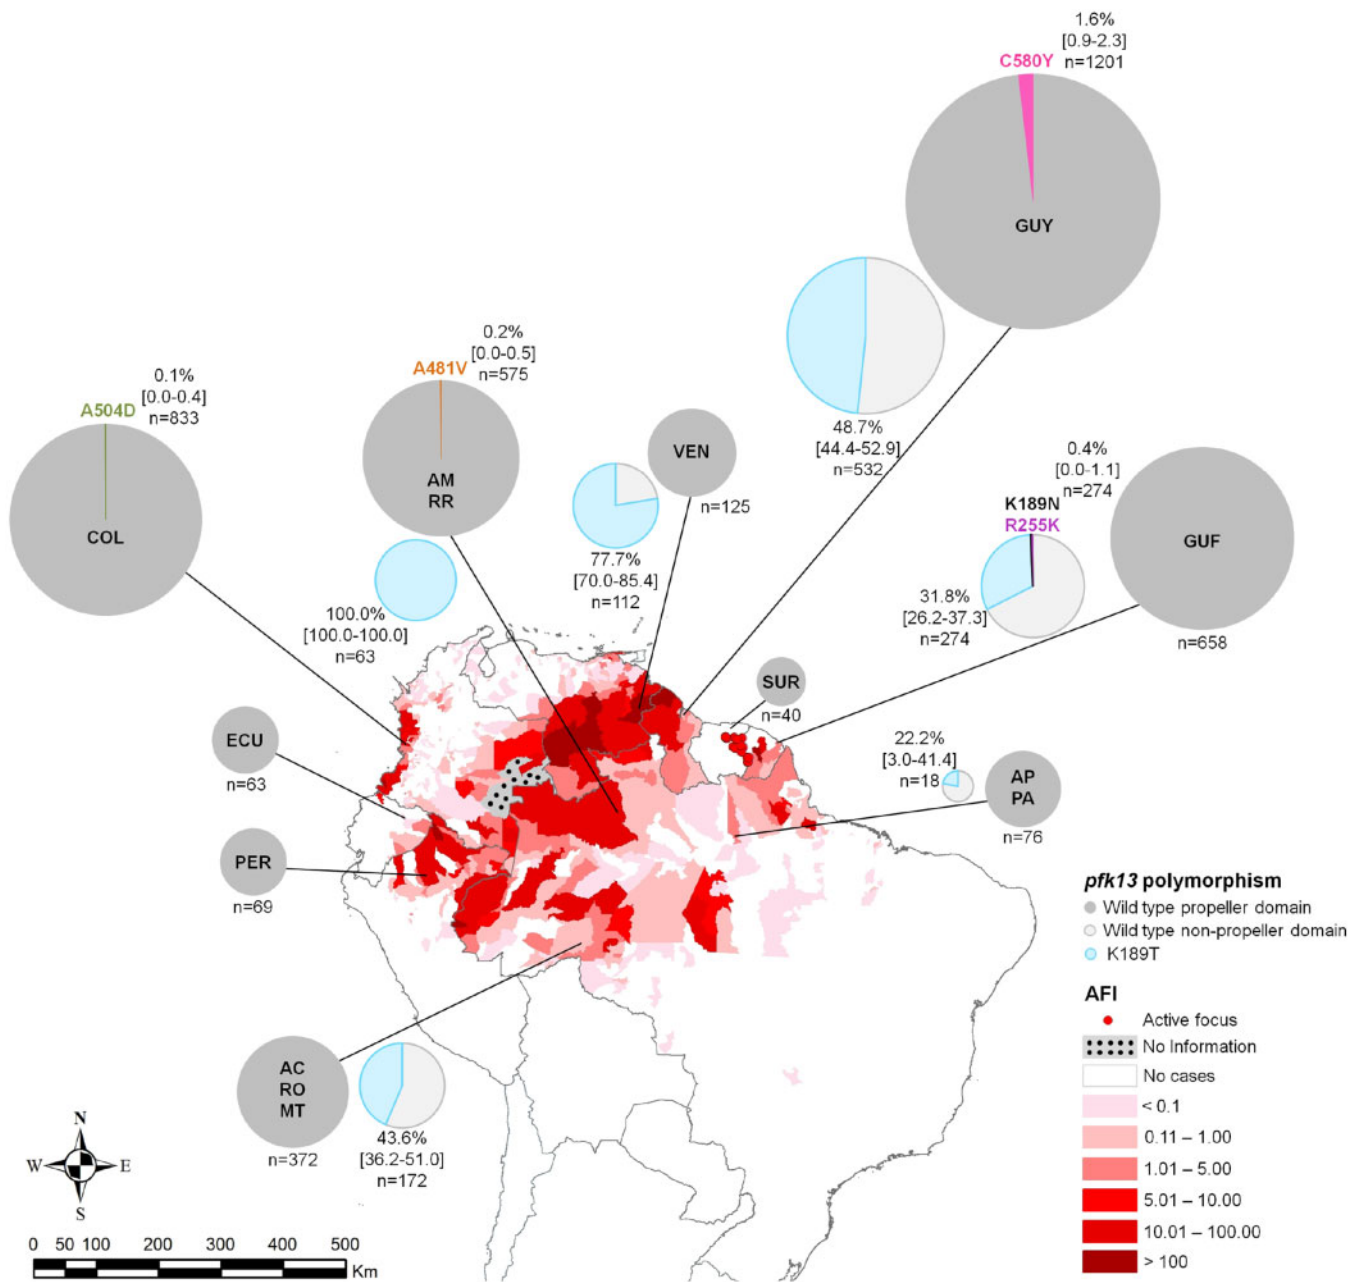 1.6%
[0.9-2.3]
C580Y
n=1201
GUY
48.7%
[44.4-52.9]
n=532
0.2%
[0.0-0.5]
A481V
n=575
AM
RR
100.0%
[100.0-100.0]
n=63
0.1%
[0.0-0.4]
A504D
n=833
COL
VEN
n=125
77.7%
[70.0-85.4]
n=112
0.4%
[0.0-1.1]
n=274
K189N
R255K
31.8%
[26.2-37.3]
n=274
GUF
n=658
SUR
n=40
ECU
n=63
22.2%
[3.0-41.4]
n=18
AP
PA
n=76
PER
n=69
AC
RO
MT
n=372
43.6%
[36.2-51.0]
n=172
pfk13 polymorphism
Wild type propeller domain
Wild type non-propeller domain
K189T
AFI
Active focus
No Information
No cases
< 0.1
0.11 – 1.00
1.01 – 5.00
5.01 – 10.00
10.01 – 100.00
> 100
N
W E
S
0 50 100 200 300 400 500
Km